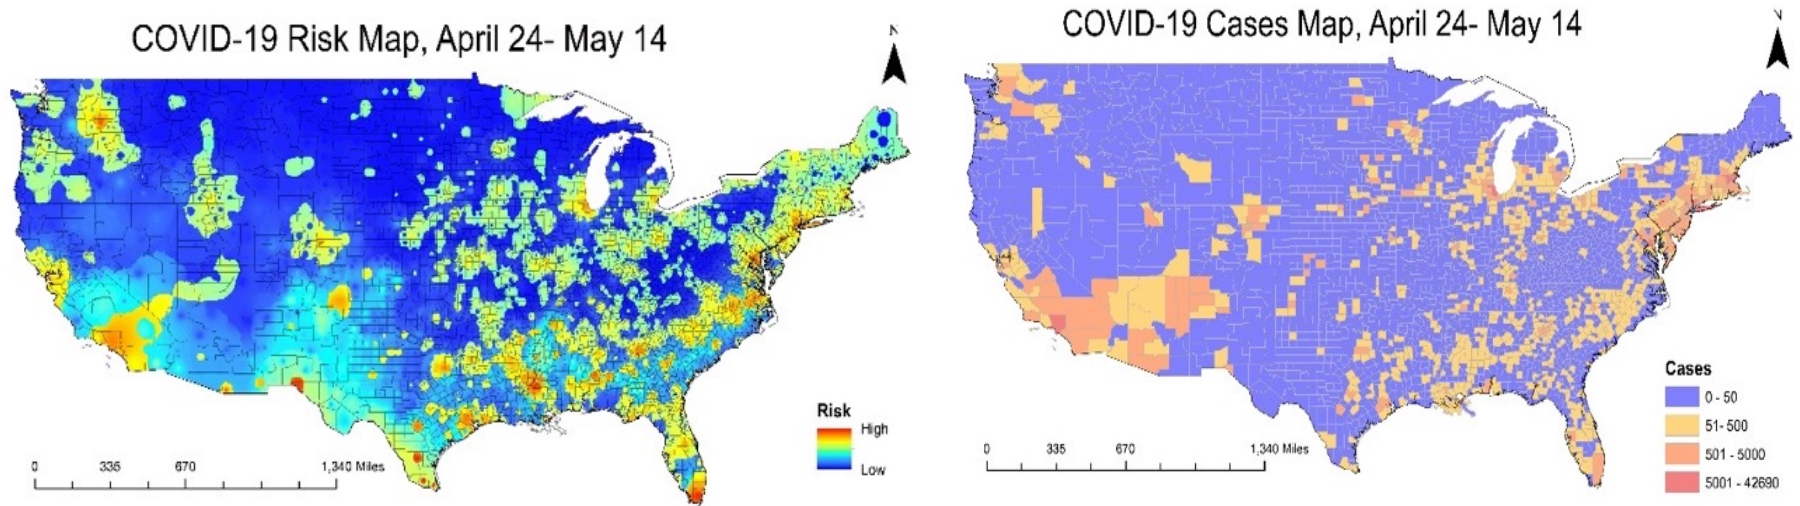 COVID-19 Risk Map, April 24- May 14
N
Risk
High
Low
0 335 670 1,340 Miles
COVID-19 Cases Map, April 24- May 14
N
Cases
0 - 50
51- 500
501 - 5000
5001 - 42690
0 335 670 1,340 Miles